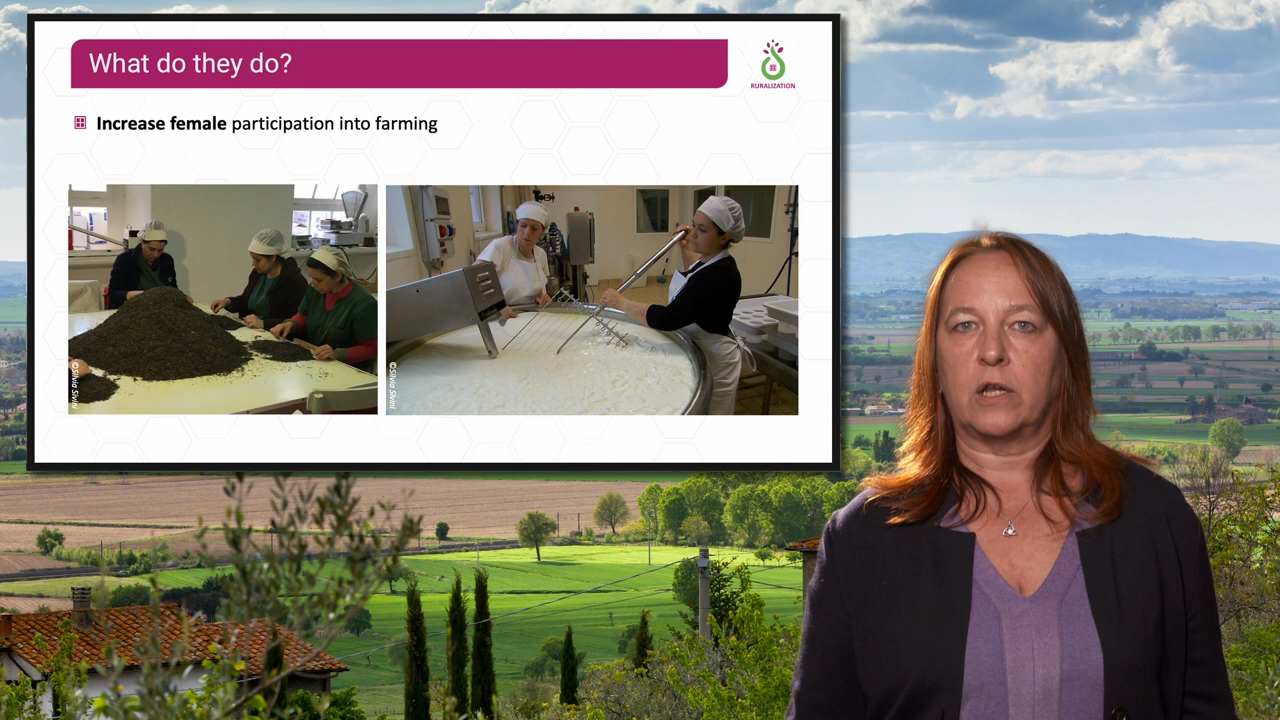 What do they do?
RURALIZATION
Increase female participation into farming
©Silvia Sivini
©Silvia Sivini